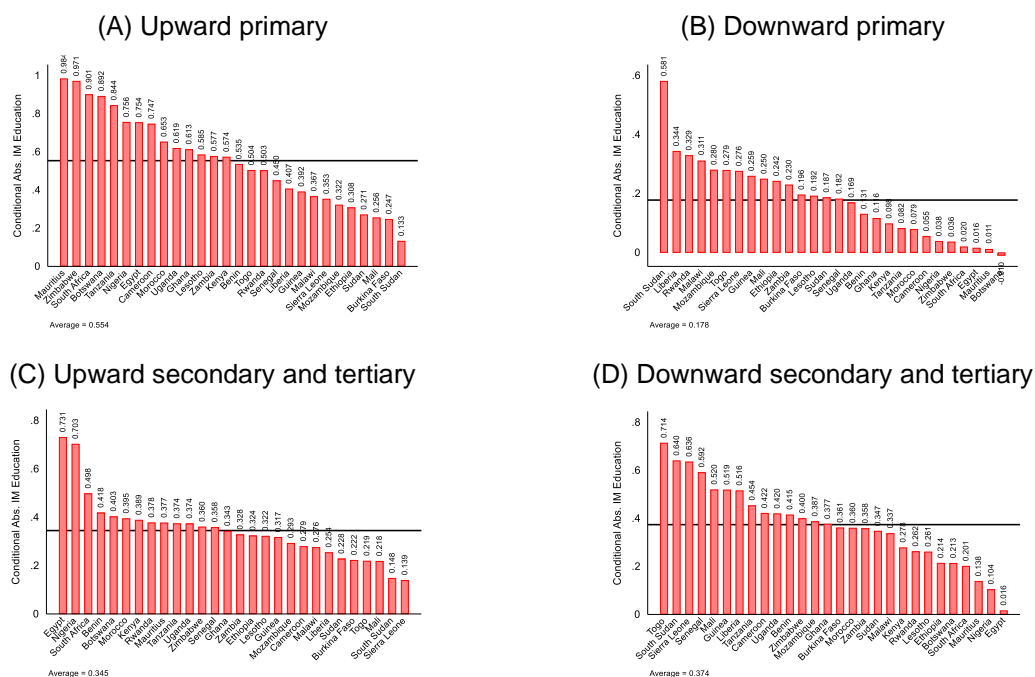 (A) Upward primary
Conditional Abs. IM Education
1
.8
.6
.4
.2
0
0.984
0.971
0.901
0.892
0.844
0.756
0.754
0.747
0.653
0.619
0.613
0.585
0.577
0.574
0.535
0.504
0.503
0.450
0.407
0.392
0.367
0.353
0.322
0.308
0.271
0.256
0.247
0.133
Mauritius
Zimbabwe
South Africa
Botswana
Tanzania
Nigeria
Egypt
Cameroon
Morocco
Uganda
Ghana
Lesotho
Zambia
Kenya
Benin
Togo
Rwanda
Senegal
Liberia
Guinea
Malawi
Sierra Leone
Mozambique
Ethiopia
Sudan
Mali
Burkina Faso
South Sudan
Average = 0.554
(B) Downward primary
Conditional Abs. IM Education
.6
.4
.2
0
0.581
0.344
0.329
0.311
0.280
0.279
0.276
0.259
0.250
0.242
0.230
0.196
0.192
0.187
0.182
0.169
0.131
0.116
0.098
0.082
0.079
0.055
0.038
0.036
0.020
0.016
0.011
-0.010
South Sudan
Liberia
Rwanda
Malawi
Mozambique
Togo
Sierra Leone
Guinea
Mali
Ethiopia
Zambia
Burkina Faso
Lesotho
Sudan
Senegal
Uganda
Benin
Ghana
Kenya
Tanzania
Morocco
Cameroon
Nigeria
Zimbabwe
South Africa
Egypt
Mauritius
Botswana
Average = 0.178
(C) Upward secondary and tertiary
Conditional Abs. IM Education
.8
.6
.4
.2
0
0.731
0.703
0.498
0.418
0.403
0.395
0.389
0.378
0.377
0.374
0.374
0.360
0.358
0.343
0.328
0.324
0.322
0.317
0.293
0.279
0.276
0.254
0.228
0.222
0.219
0.218
0.148
0.139
Egypt
Nigeria
South Africa
Benin
Botswana
Morocco
Kenya
Rwanda
Mauritius
Tanzania
Uganda
Zimbabwe
Senegal
Ghana
Zambia
Ethiopia
Lesotho
Guinea
Mozambique
Cameroon
Malawi
Liberia
Sudan
Burkina Faso
Togo
Mali
South Sudan
Sierra Leone
Average = 0.345
(D) Downward secondary and tertiary
Conditional Abs. IM Education
.8
.6
.4
.2
0
0.714
0.640
0.636
0.592
0.520
0.519
0.516
0.454
0.422
0.420
0.415
0.400
0.387
0.377
0.361
0.360
0.358
0.347
0.337
0.278
0.262
0.261
0.214
0.213
0.201
0.138
0.104
0.016
Togo
South Sudan
Sierra Leone
Senegal
Mali
Guinea
Liberia
Tanzania
Cameroon
Uganda
Benin
Zimbabwe
Mozambique
Ghana
Burkina Faso
Morocco
Zambia
Sudan
Malawi
Kenya
Rwanda
Lesotho
Ethiopia
Botswana
South Africa
Mauritius
Nigeria
Egypt
Average = 0.374